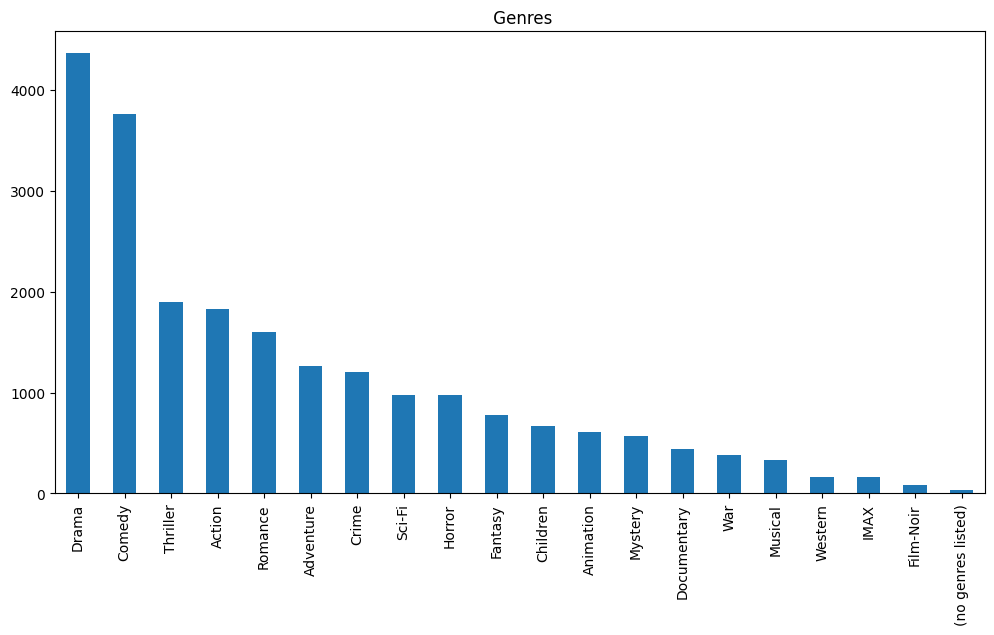 Genres
4000
3000
2000
1000
0
Drama
Comedy
Thriller
Action
Romance
Adventure
Crime
Sci-Fi
Horror
Fantasy
Children
Animation
Mystery
Documentary
War
Musical
Western
IMAX
Film-Noir
(no genres listed)